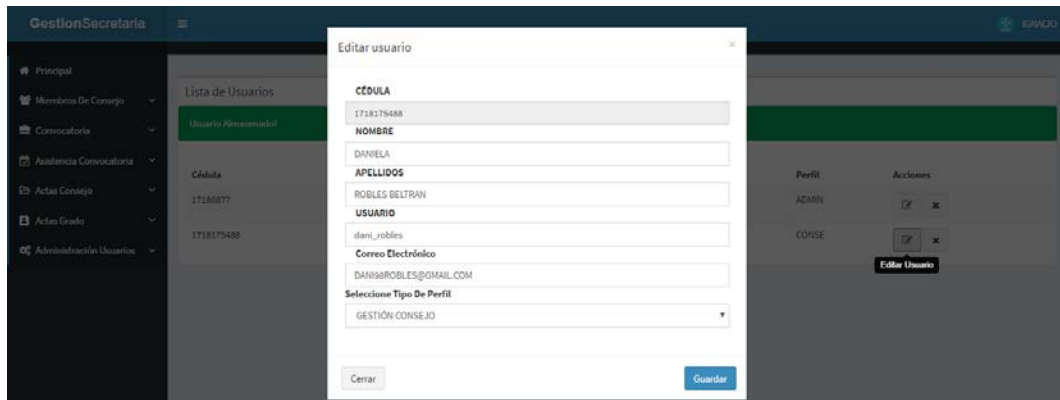 GestionSecretaria
IGNACIO
Editar usuario
×
Principal
Miembros De Consejo
Convocatoria
Asistencia Convocatoria
Actas Consejo
Actas Grado
Administración Usuarios
Lista de Usuarios
Usuario Almacenado!
Cédula
Perfil
Acciones
ADMIN
1718175488
CONSE
Editar Usuario
CÉDULA
1718175488
NOMBRE
DANIELA
APELLIDOS
ROBLES BELTRAN
USUARIO
dani_robles
Correo Electrónico
DANI98ROBLES@GMAIL.COM
Seleccione Tipo De Perfil
GESTIÓN CONSEJO
Cerrar
Guardar